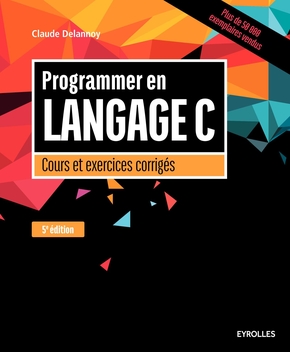 Claude Delannoy
Plus de 50 000
exemplaires vendus
Programmer en
LANGAGE C
Cours et exercices corrigés
5e édition
EYROLLES